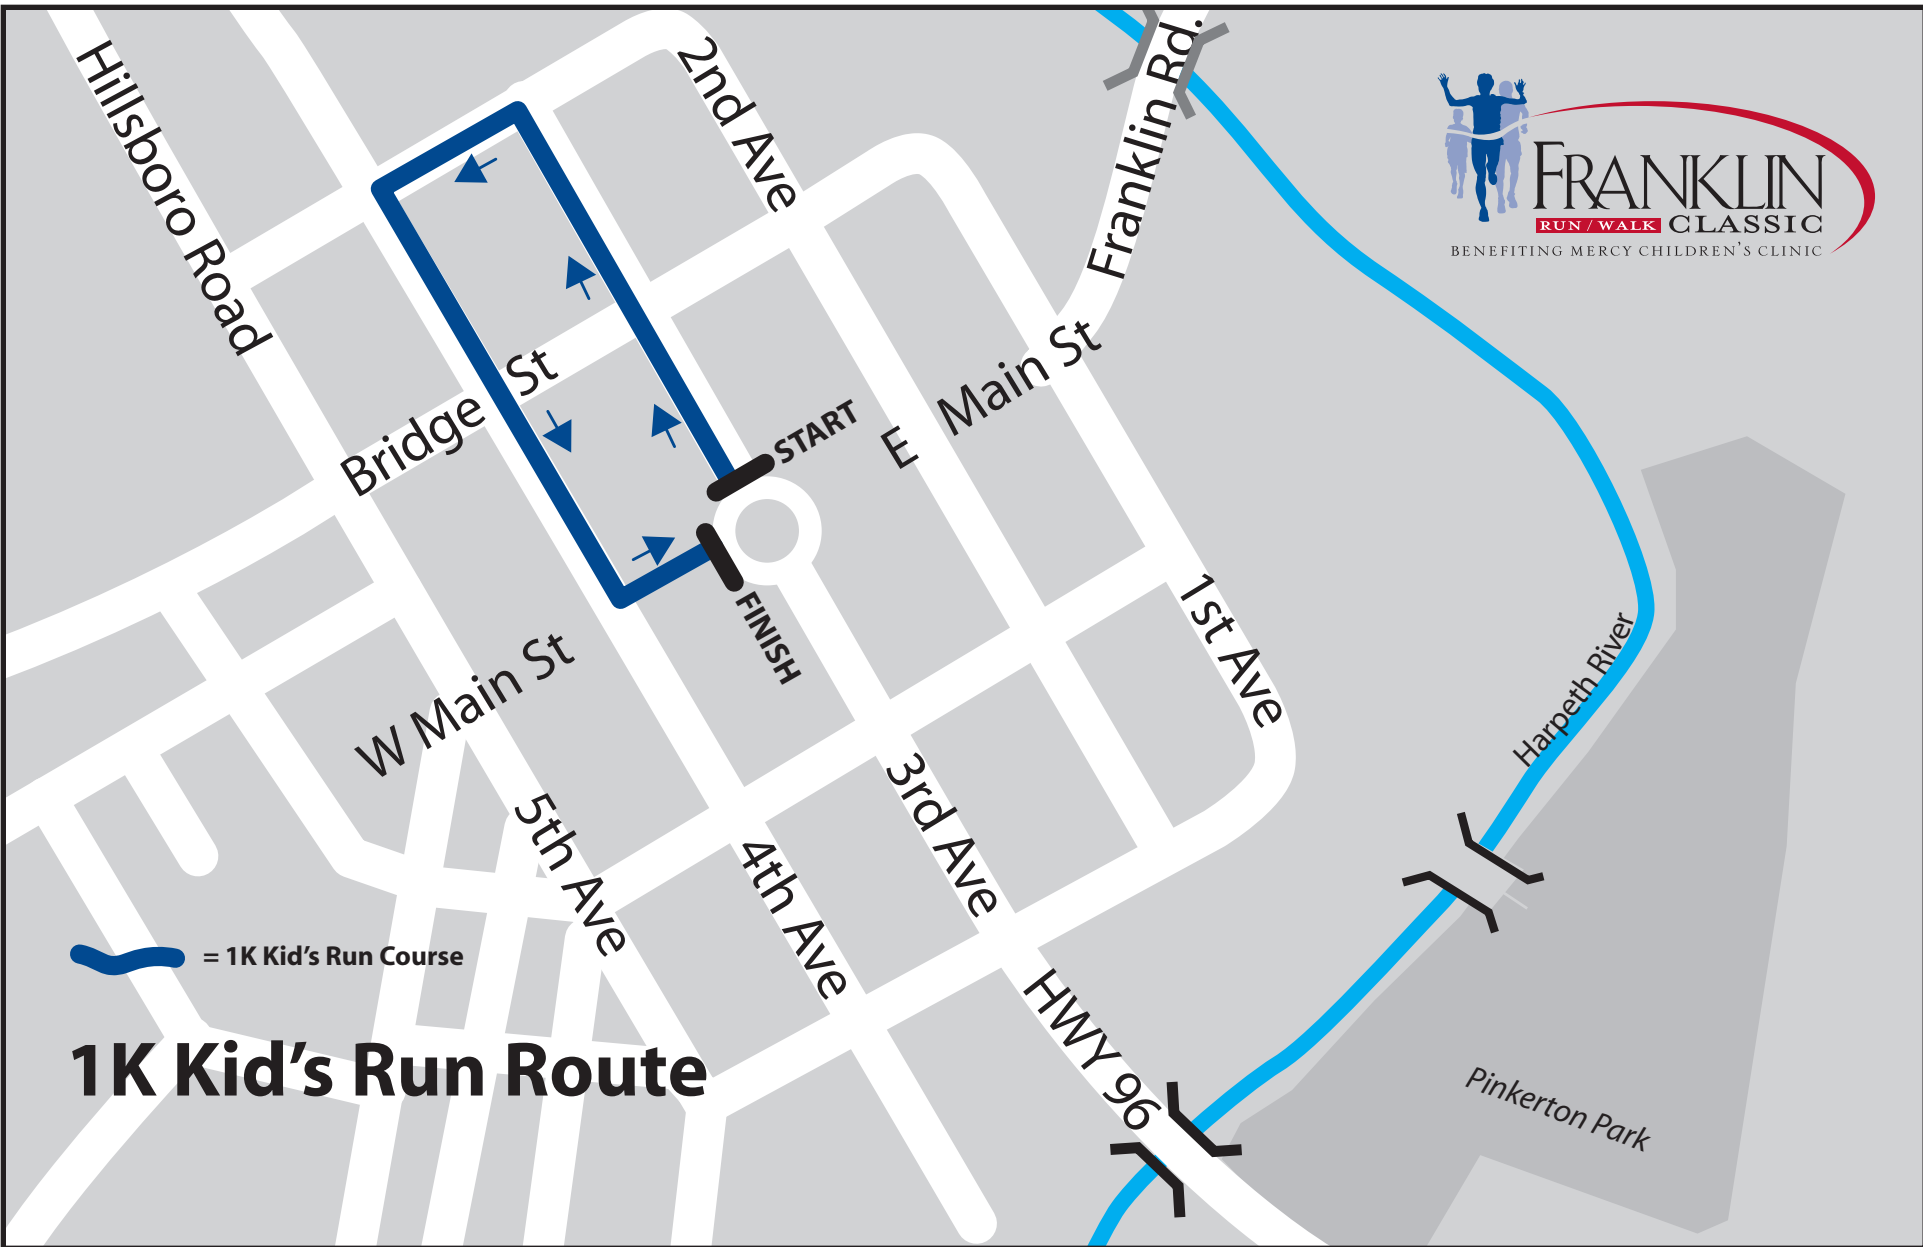 Hillsboro Road
2nd Ave
Franklin Rd.
FRANKLIN
RUN / WALK CLASSIC
BENEFITING MERCY CHILDREN'S CLINIC
Bridge St
START
E Main St
FINISH
W Main St
1st Ave
Harpeth River
3rd Ave
5th Ave
4th Ave
= 1K Kid’s Run Course
HWY 96
1K Kid’s Run Route
Pinkerton Park